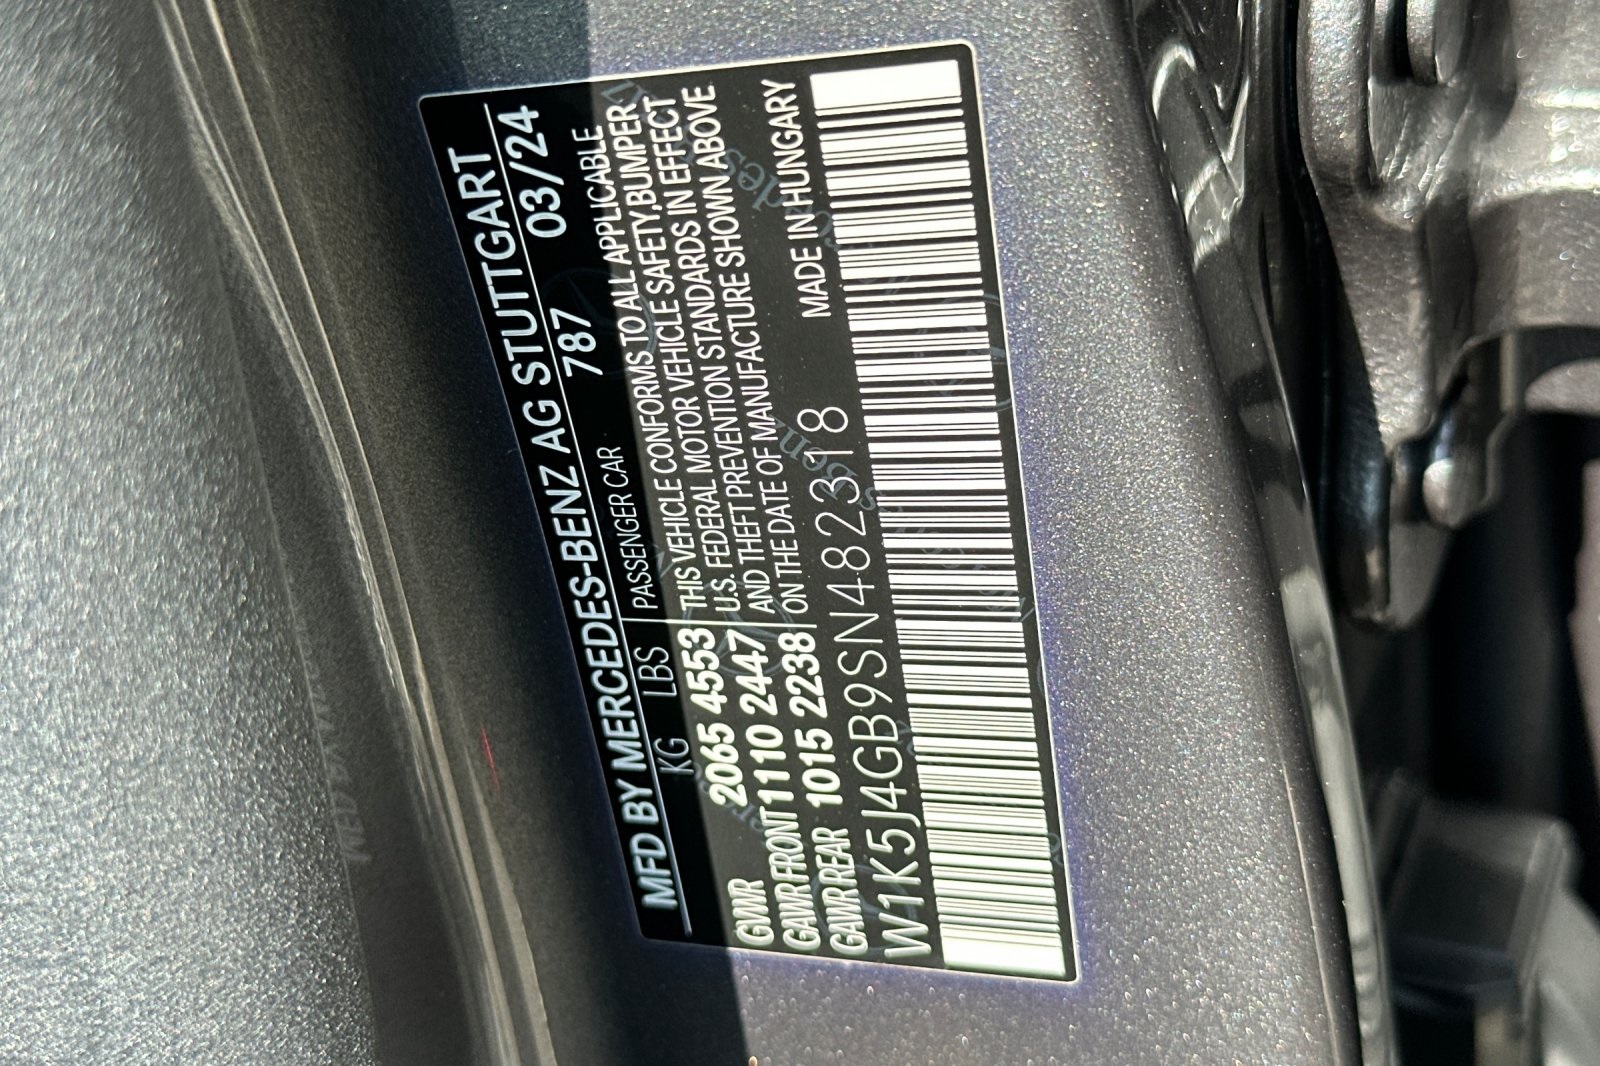 MFD BY MERCEDES-BENZ AG STUTTGART
787 03/24
KG LBS PASSENGER CAR
GVWR 2065 4553 THIS VEHICLE CONFORMS TO ALL APPLICABLE
GAWR FRONT 1110 2447 U.S. FEDERAL MOTOR VEHICLE SAFETY, BUMPER
GAWR REAR 1015 2238 AND THEFT PREVENTION STANDARDS IN EFFECT
ON THE DATE OF MANUFACTURE SHOWN ABOVE
W1K5J4GB9SN482318 MADE IN HUNGARY